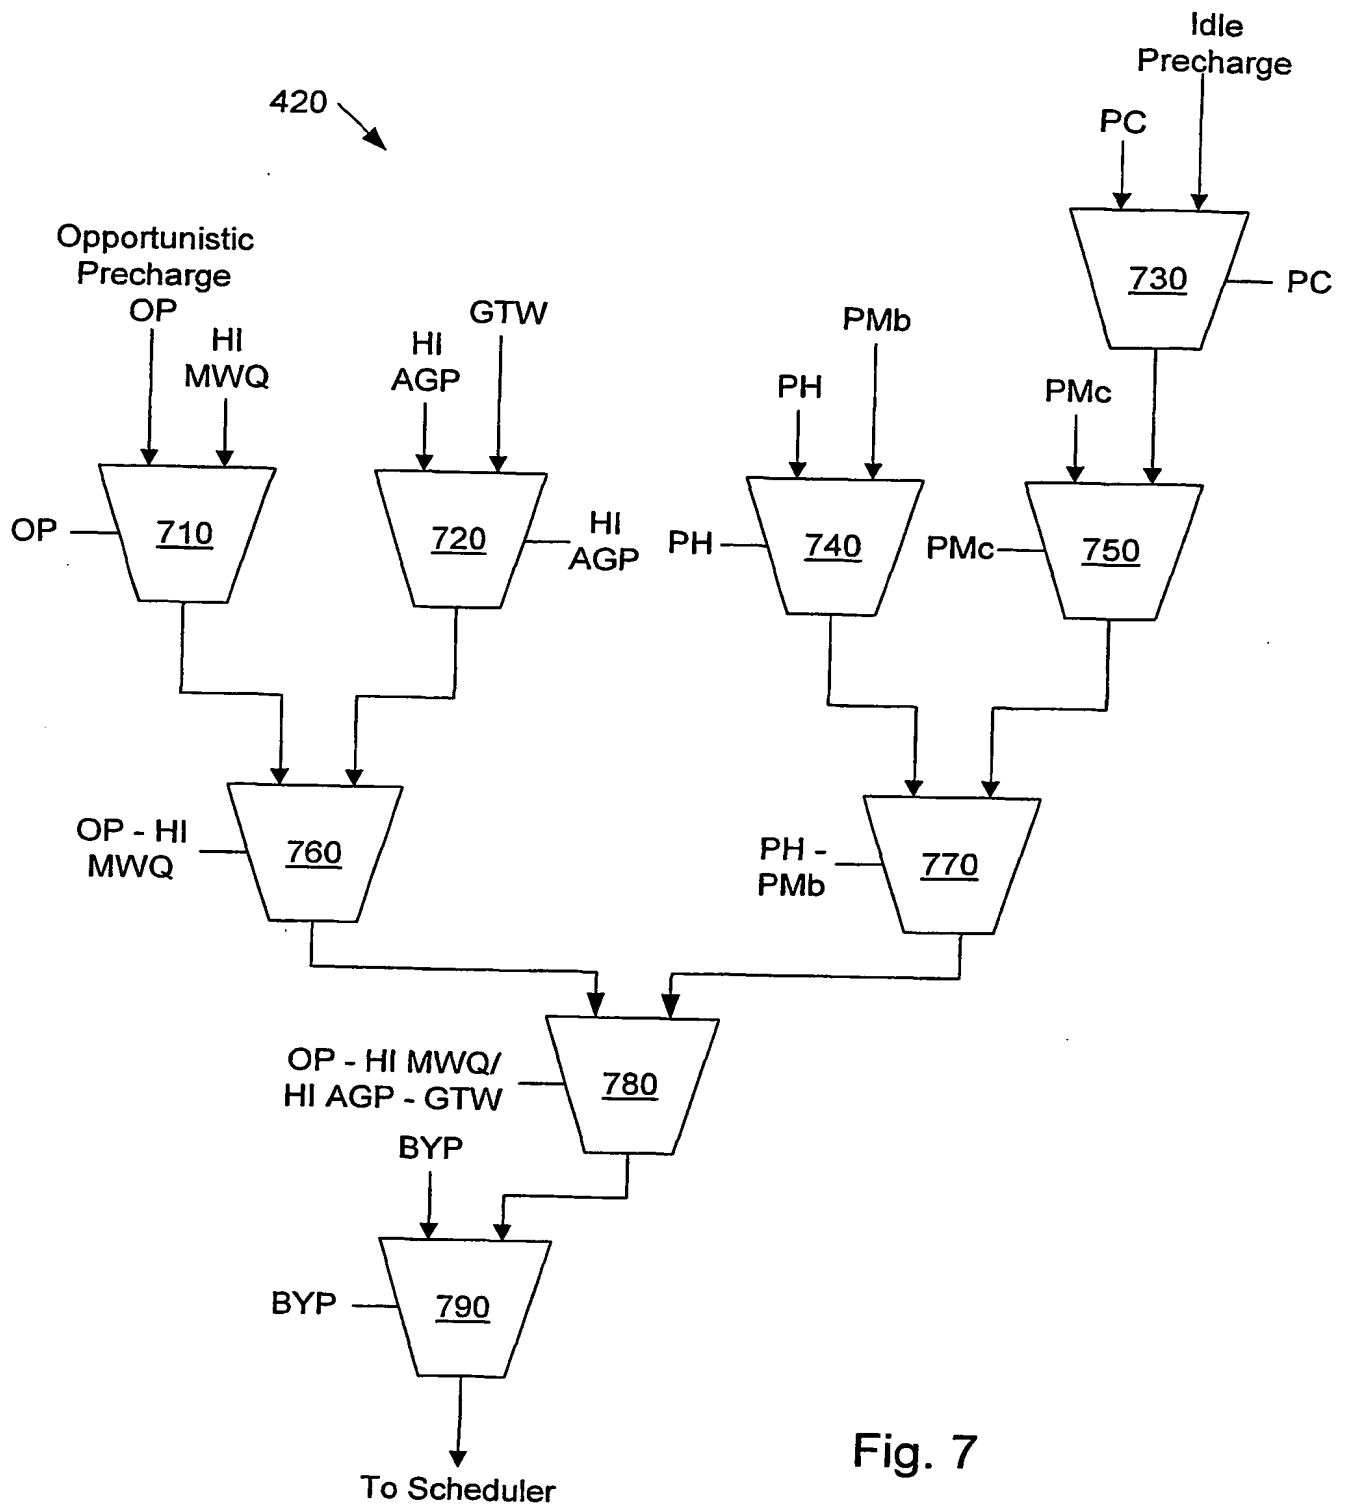 Idle
Precharge
420
PC
Opportunistic
Precharge
OP
730
PC
HI
MWQ
HI
AGP
GTW
PMb
PH
PMc
OP
710
720
HI
AGP
PH
740
PMc
750
OP - HI
MWQ
760
PH -
PMb
770
OP - HI MWQ/
HI AGP - GTW
780
BYP
BYP
790
To Scheduler
Fig. 7